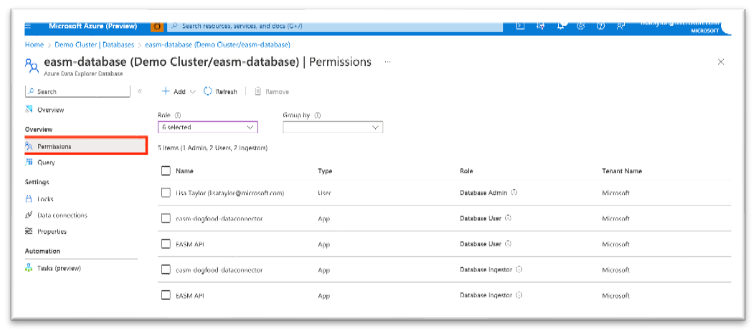 Microsoft Azure (Preview)
Search resources, services, and docs (G+/)
MICROSOFT
Home > Demo Cluster | Databases > easm-database (Demo Cluster/easm-database)
easm-database (Demo Cluster/easm-database) | Permissions ...
Azure Data Explorer Database
Search
Add
Refresh
Remove
Overview
Role
Group by
6 selected
Overview
Permissions
5 items (1 Admin, 2 Users, 2 Ingestors)
Query
Name Type Role Tenant Name
Settings
Lisa Taylor (lisataylor@microsoft.com) User Database Admin Microsoft
Locks
Data connections
easm-dogfood-dataconnector App Database User Microsoft
Properties
EASM API App Database User Microsoft
Automation
Tasks (preview)
easm-dogfood-dataconnector App Database Ingestor Microsoft
EASM API App Database Ingestor Microsoft